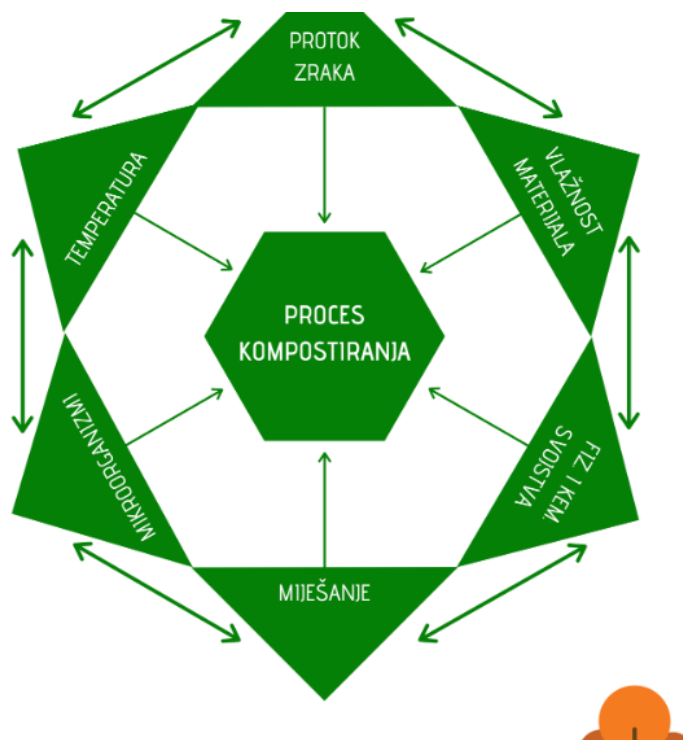 PROTOK
ZRAKA
TEMPERATURA
VLAŽNOST
MATERIJALA
PROCES
KOMPOSTIRANJA
MIKROORGANIZMI
FIZ. I KEM.
SVOJSTVA
MIJEŠANJE